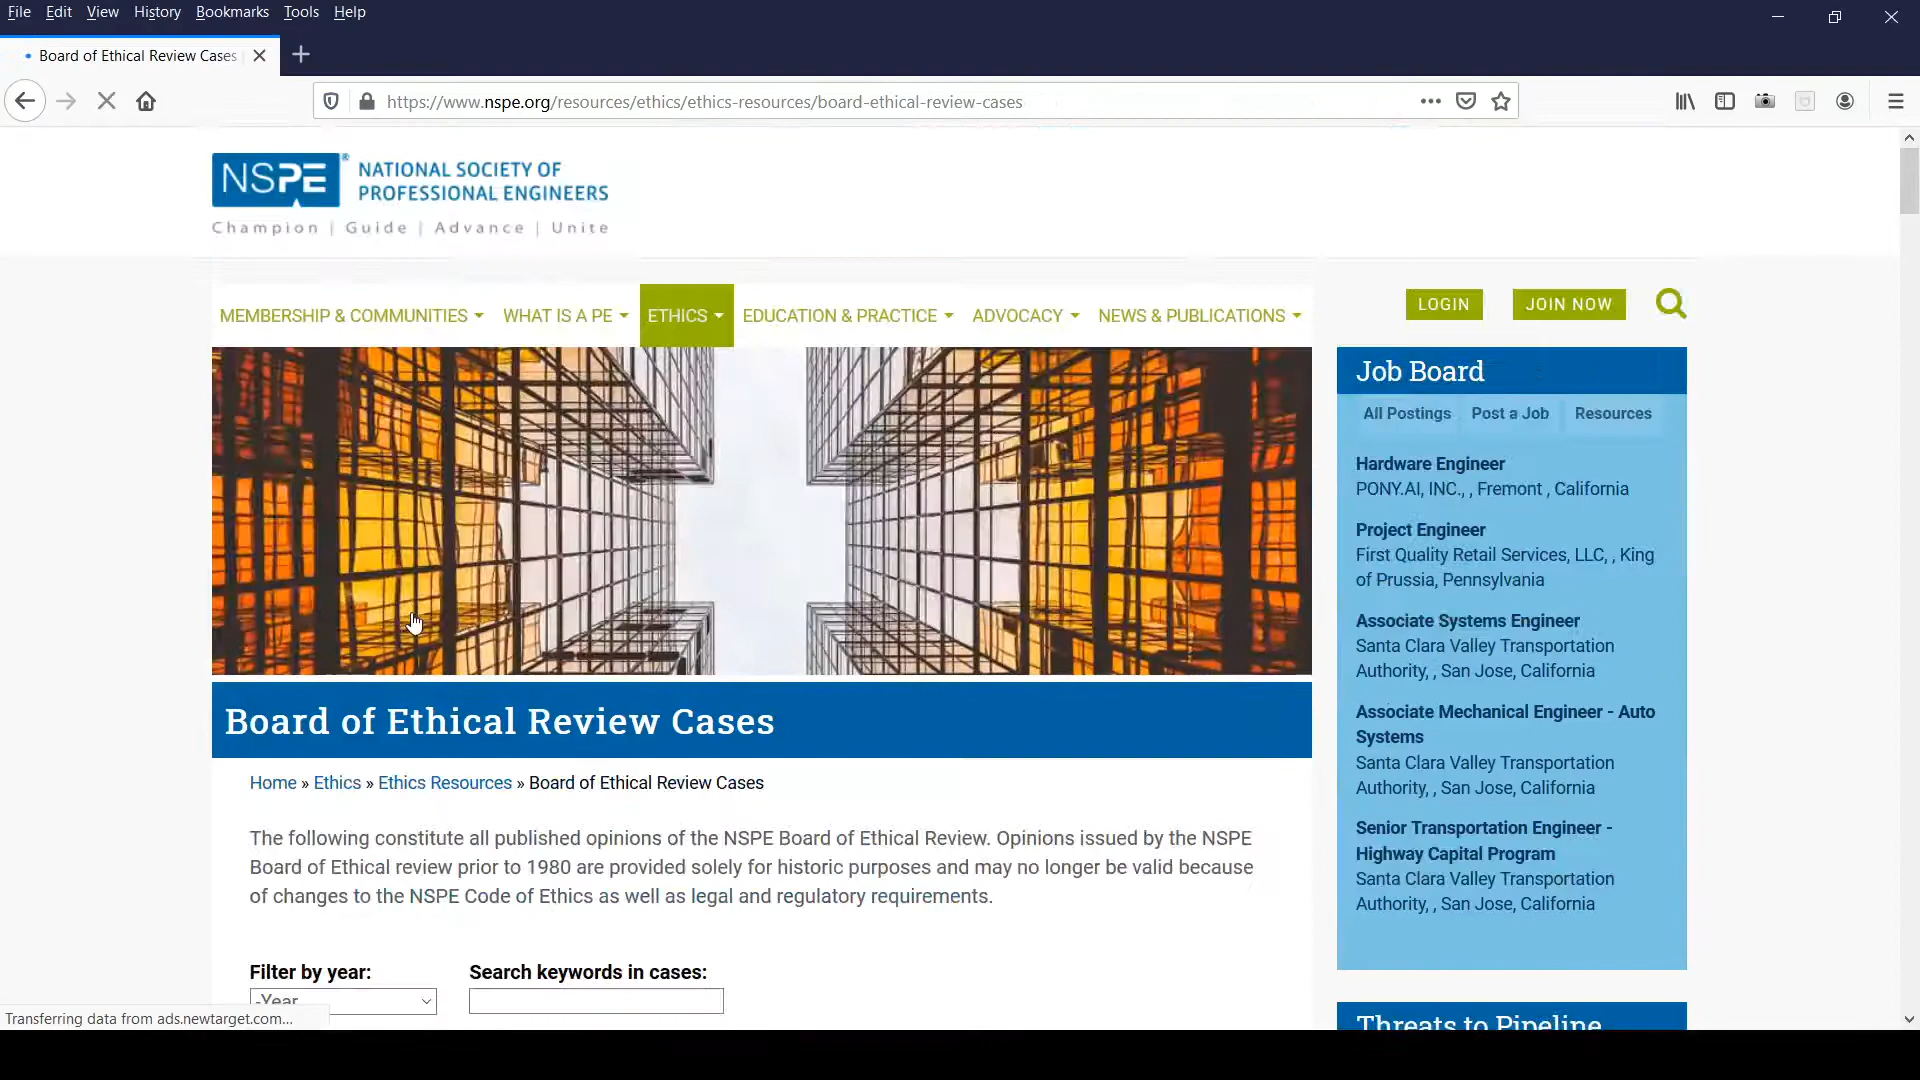 File Edit View History Bookmarks Tools Help
Board of Ethical Review Cases
https://www.nspe.org/resources/ethics/ethics-resources/board-ethical-review-cases
NSPE® NATIONAL SOCIETY OF
PROFESSIONAL ENGINEERS
Champion | Guide | Advance | Unite
MEMBERSHIP & COMMUNITIES WHAT IS A PE ETHICS EDUCATION & PRACTICE ADVOCACY NEWS & PUBLICATIONS
LOGIN JOIN NOW
Board of Ethical Review Cases
Home » Ethics » Ethics Resources » Board of Ethical Review Cases
The following constitute all published opinions of the NSPE Board of Ethical Review. Opinions issued by the NSPE
Board of Ethical review prior to 1980 are provided solely for historic purposes and may no longer be valid because
of changes to the NSPE Code of Ethics as well as legal and regulatory requirements.
Filter by year: Search keywords in cases:
-Year
Job Board
All Postings Post a Job Resources
Hardware Engineer
PONY.AI, INC., , Fremont , California
Project Engineer
First Quality Retail Services, LLC, , King
of Prussia, Pennsylvania
Associate Systems Engineer
Santa Clara Valley Transportation
Authority, , San Jose, California
Associate Mechanical Engineer - Auto
Systems
Santa Clara Valley Transportation
Authority, , San Jose, California
Senior Transportation Engineer -
Highway Capital Program
Santa Clara Valley Transportation
Authority, , San Jose, California
Threats to Pipeline
Transferring data from ads.newtarget.com...